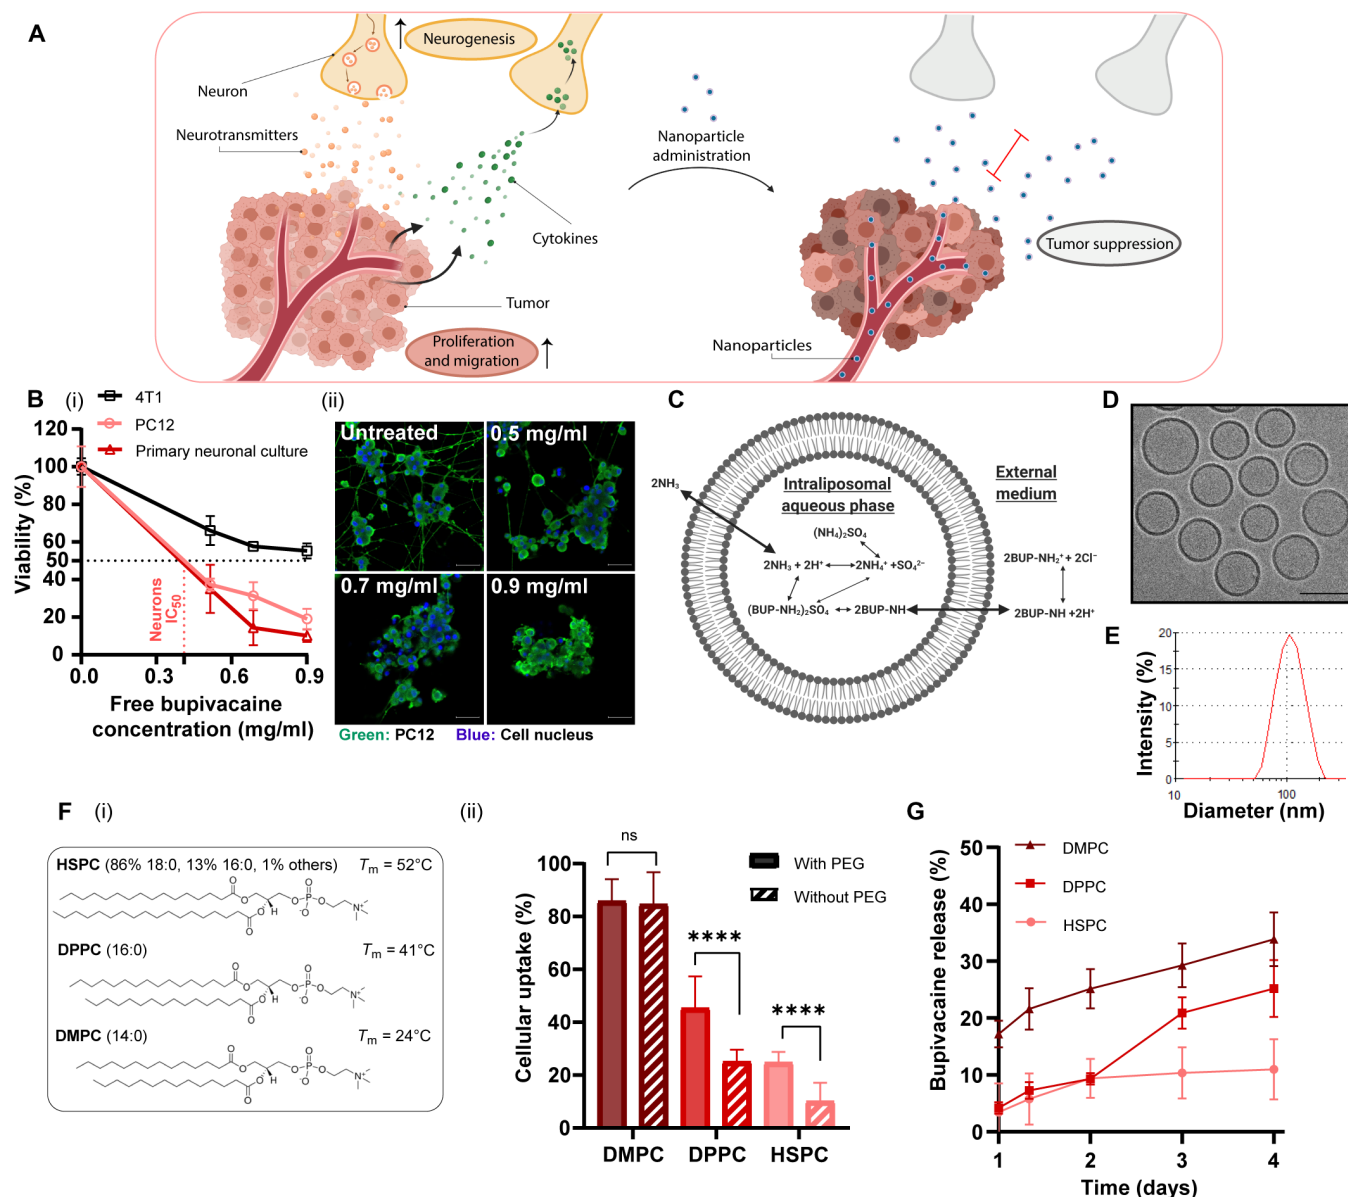 A
Neurogenesis
Neuron
Neurotransmitters
Cytokines
Tumor
Proliferation
and migration
Nanoparticle
administration
Nanoparticles
Tumor suppression
B
(i)
4T1
PC12
Primary neuronal culture
Viability (%)
120
100
80
60
50
40
20
0
Neurons
IC50
0.0
0.3
0.6
0.9
Free bupivacaine
concentration (mg/ml)
(ii)
Untreated
0.5 mg/ml
0.7 mg/ml
0.9 mg/ml
Green: PC12
Blue: Cell nucleus
C
2NH₃
Intraliposomal
aqueous phase
(NH₄)₂SO₄
2NH₃ + 2H⁺
2NH₄⁺ +SO₄²⁻
(BUP-NH₂)₂SO₄
2BUP-NH
External
medium
2BUP-NH₂⁺ + 2Cl⁻
2BUP-NH +2H⁺
D
E
Intensity (%)
20
15
10
5
0
10
100
Diameter (nm)
F
(i)
HSPC (86% 18:0, 13% 16:0, 1% others)
Tm = 52°C
DPPC (16:0)
Tm = 41°C
DMPC (14:0)
Tm = 24°C
O
O
O
O
H
O
P
O⁻
O
N⁺
O
O
O
O
H
O
P
O⁻
O
N⁺
O
O
O
O
H
O
P
O⁻
O
N⁺
(ii)
Cellular uptake (%)
100
80
60
40
20
0
ns
****
****
With PEG
Without PEG
DMPC
DPPC
HSPC
G
Bupivacaine release (%)
50
40
30
20
10
0
DMPC
DPPC
HSPC
1
2
3
4
Time (days)